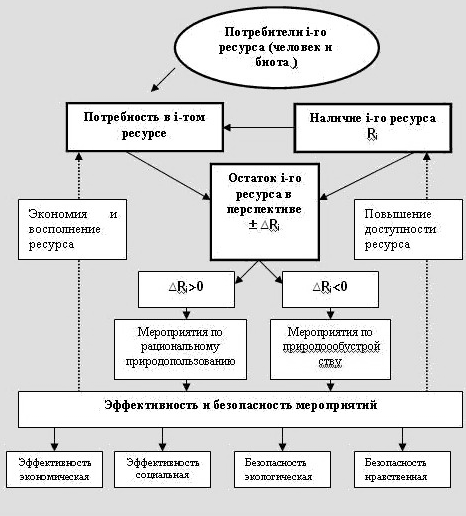 Потребители i-го
ресурса (человек и
биота )
Потребность в i-том
ресурсе
Наличие i-го ресурса
Ri
Остаток i-го
ресурса в
перспективе
± △Ri
Экономия и
восполнение
ресурса
Повышение
доступности
ресурса
△Ri>0
△Ri<0
Мероприятия по
рациональному
природопользованию
Мероприятия по
природоообустрой
ству
Эффективность и безопасность мероприятий
Эффективность
экономическая
Эффективность
социальная
Безопасность
экологическая
Безопасность
нравственная